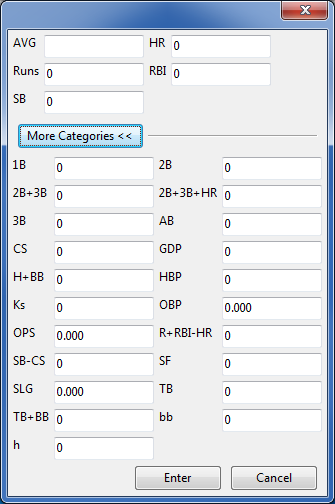 AVG HR 0
Runs 0 RBI 0
SB 0
More Categories <<
1B 0 2B 0
2B+3B 0 2B+3B+HR 0
3B 0 AB 0
CS 0 GDP 0
H+BB 0 HBP 0
Ks 0 OBP 0.000
OPS 0.000 R+RBI-HR 0
SB-CS 0 SF 0
SLG 0.000 TB 0
TB+BB 0 bb 0
h 0
Enter Cancel